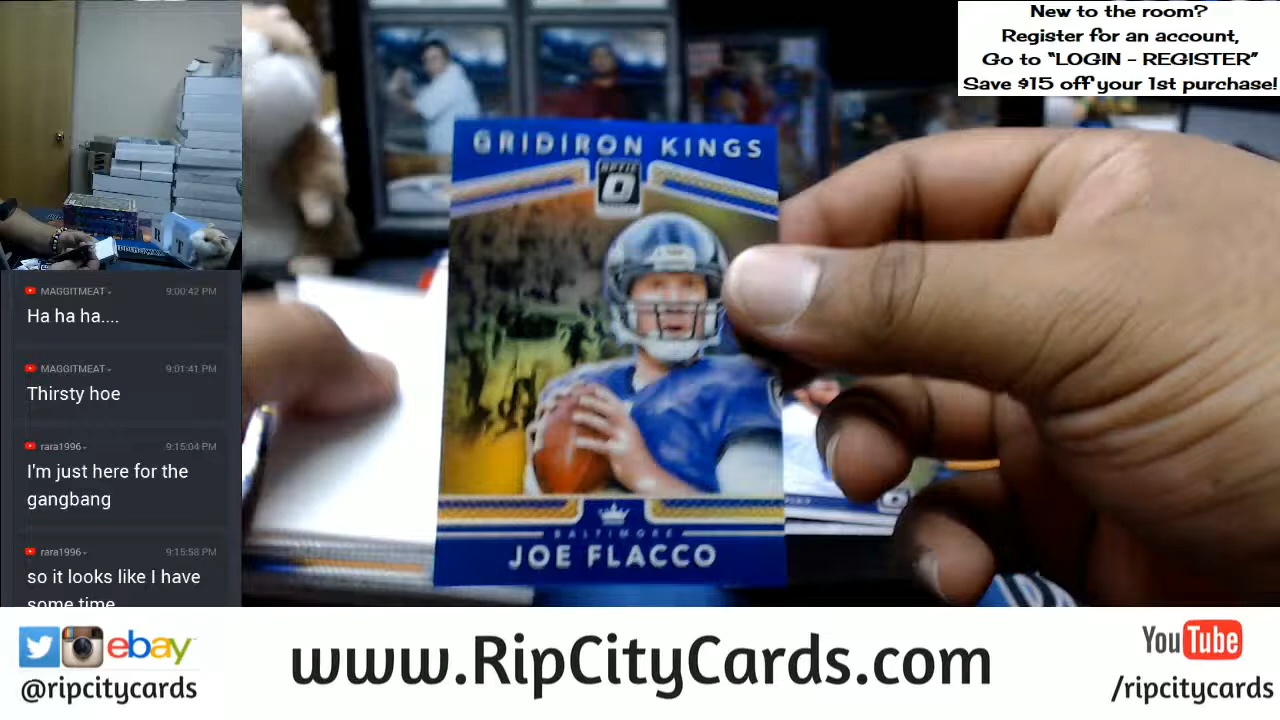 New to the room?
Register for an account,
Go to “LOGIN - REGISTER”
Save $15 off your 1st purchase!
GRIDIRON KINGS
OPTIC
MAGGITMEAT 9:00:42 PM
Ha ha ha....
MAGGITMEAT 9:01:41 PM
Thirsty hoe
rara1996 9:15:04 PM
I'm just here for the
gangbang
rara1996 9:15:58 PM
so it looks like I have
some time
BALTIMORE
JOE FLACCO
ebay
@ripcitycards
www.RipCityCards.com
YouTube
/ripcitycards